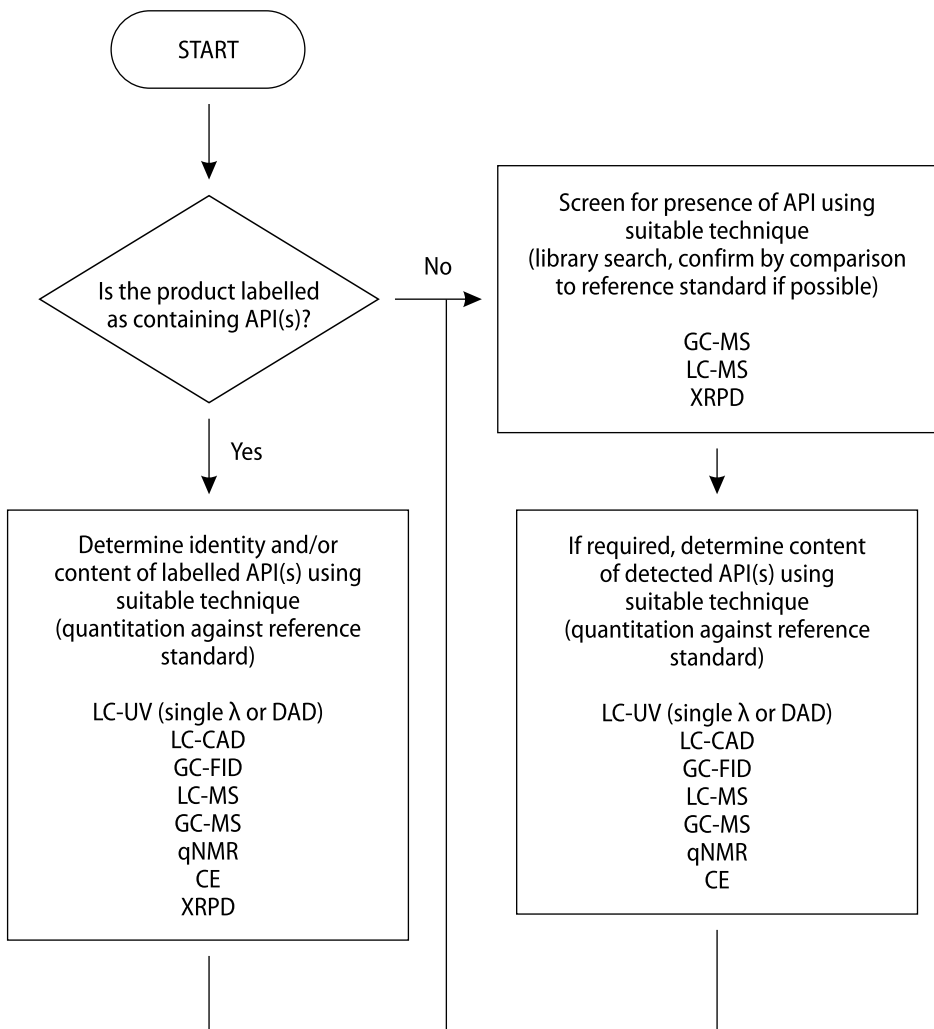 START
Is the product labelled
as containing API(s)?
No
Yes
Screen for presence of API using
suitable technique
(library search, confirm by comparison
to reference standard if possible)
GC-MS
LC-MS
XRPD
Determine identity and/or
content of labelled API(s) using
suitable technique
(quantitation against reference
standard)
LC-UV (single λ or DAD)
LC-CAD
GC-FID
LC-MS
GC-MS
qNMR
CE
XRPD
If required, determine content
of detected API(s) using
suitable technique
(quantitation against reference
standard)
LC-UV (single λ or DAD)
LC-CAD
GC-FID
LC-MS
GC-MS
qNMR
CE